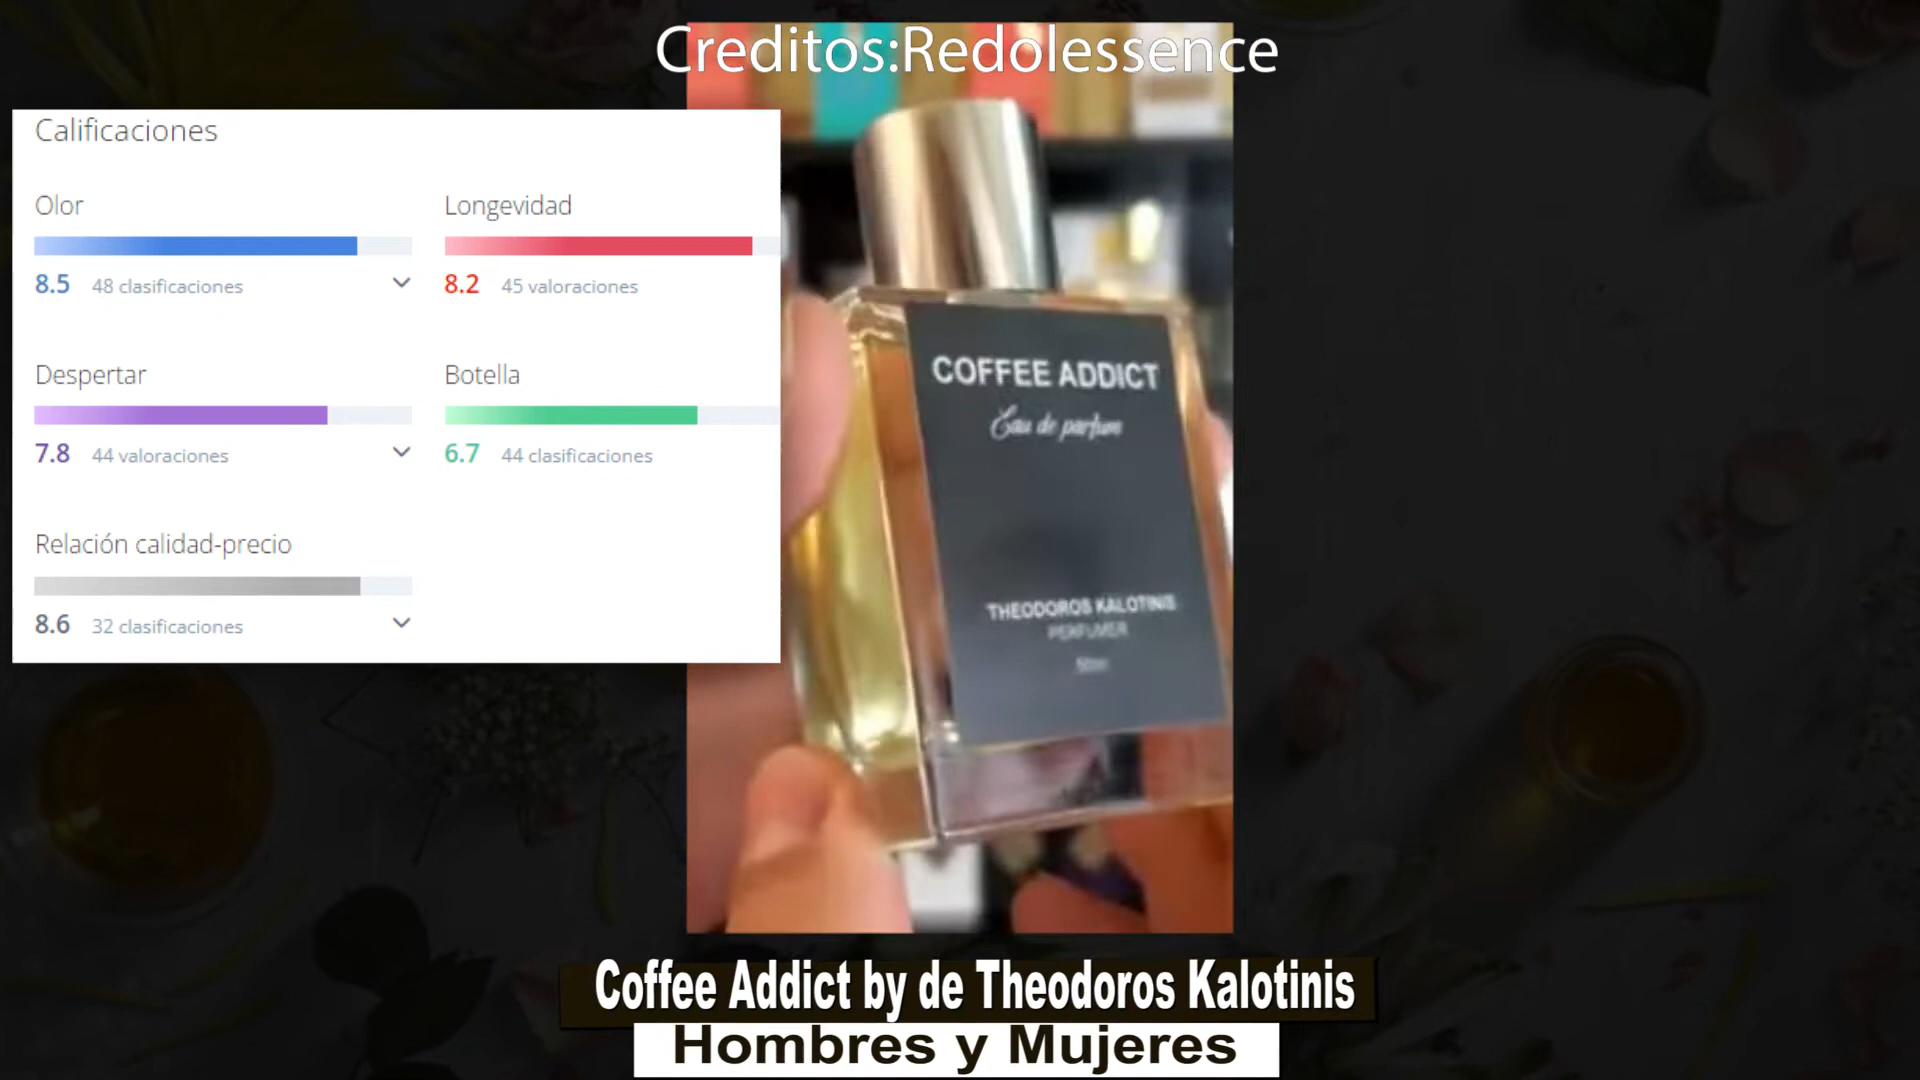 Creditos:Redolessence
Calificaciones
Olor
Longevidad
8.5 48 clasificaciones
8.2 45 valoraciones
Despertar
Botella
7.8 44 valoraciones
6.7 44 clasificaciones
Relación calidad-precio
8.6 32 clasificaciones
COFFEE ADDICT
Eau de parfum
THEODOROS KALOTINIS
PERFUMER
Coffee Addict by de Theodoros Kalotinis
Hombres y Mujeres